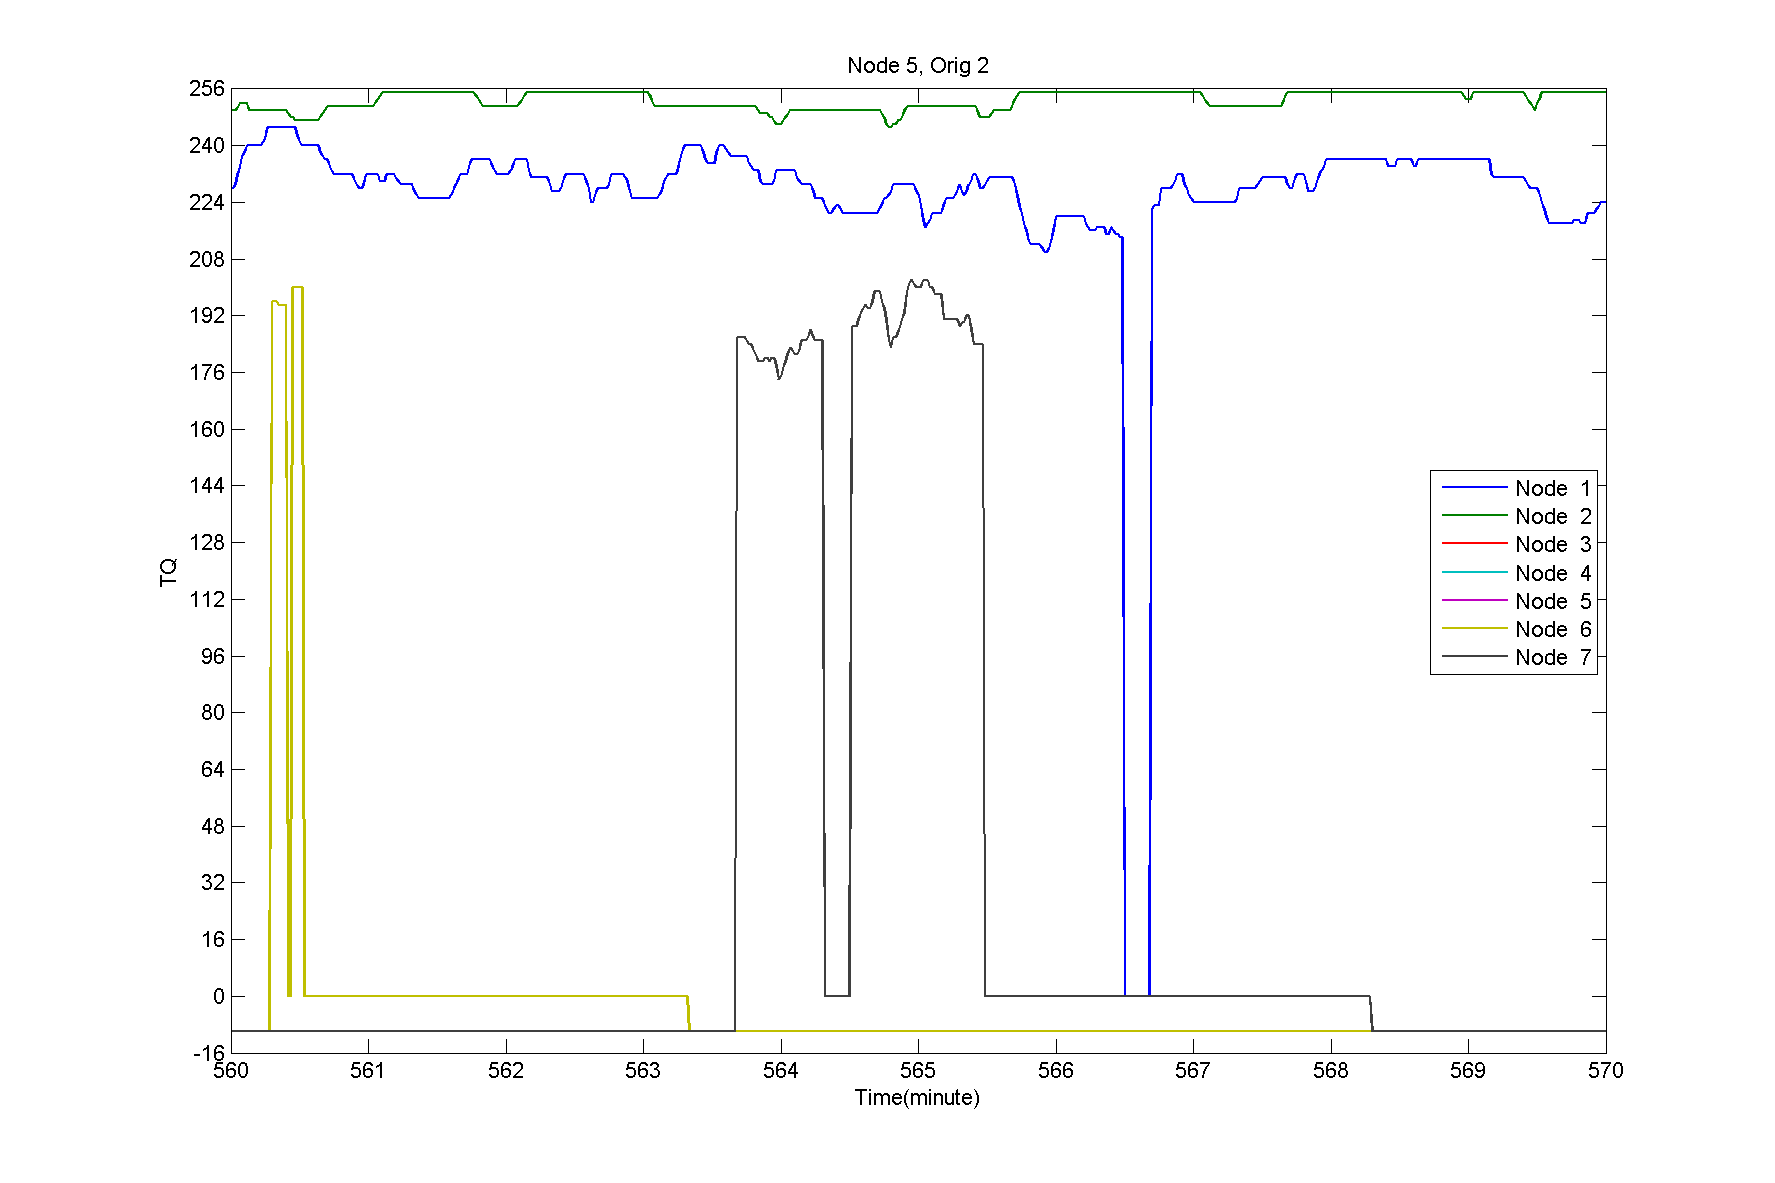 Node 5, Orig 2
256
240
224
208
192
176
160
144
128
112
96
80
64
48
32
16
0
-16
TQ
Node 1
Node 2
Node 3
Node 4
Node 5
Node 6
Node 7
560 561 562 563 564 565 566 567 568 569 570
Time(minute)